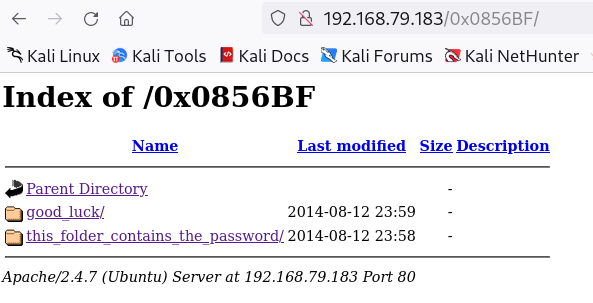 192.168.79.183/0x0856BF/
Kali Linux Kali Tools Kali Docs Kali Forums Kali NetHunter
Index of /0x0856BF
Name Last modified Size Description
Parent Directory -
good_luck/ 2014-08-12 23:59 -
this_folder_contains_the_password/ 2014-08-12 23:58 -
Apache/2.4.7 (Ubuntu) Server at 192.168.79.183 Port 80